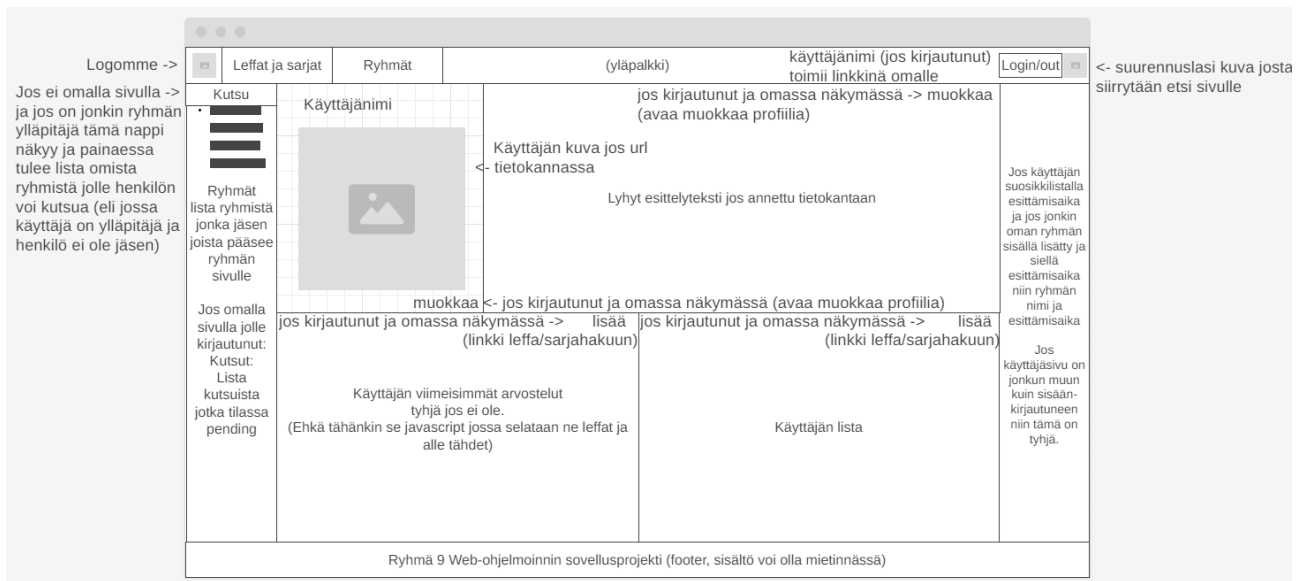 Logomme ->
Leffat ja sarjat
Ryhmät
(yläpalkki)
käyttäjänimi (jos kirjautunut)
toimii linkkinä omalle
Login/out
<- suurennuslasi kuva josta
siirrytään etsi sivulle
Jos ei omalla sivulla ->
ja jos on jonkin ryhmän
ylläpitäjä tämä nappi
näkyy ja painaessa
tulee lista omista
ryhmistä jolle henkilön
voi kutsua (eli jossa
käyttäjä on ylläpitäjä ja
henkilö ei ole jäsen)
Kutsu
Ryhmät
lista ryhmistä
jonka jäsen
joista pääsee
ryhmän
sivulle
Jos omalla
sivulla jolle
kirjautunut:
Kutsut:
Lista
kutsuista
jotka tilassa
pending
Käyttäjänimi
Käyttäjän kuva jos url
<- tietokannassa
jos kirjautunut ja omassa näkymässä -> muokkaa
(avaa muokkaa profiilia)
Lyhyt esittelyteksti jos annettu tietokantaan
muokkaa <- jos kirjautunut ja omassa näkymässä (avaa muokkaa profiilia)
jos kirjautunut ja omassa näkymässä -> lisää
(linkki leffa/sarjahakuun)
Käyttäjän viimeisimmät arvostelut
tyhjä jos ei ole.
(Ehkä tähänkin se javascript jossa selataan ne leffat ja
alle tähdet)
jos kirjautunut ja omassa näkymässä -> lisää
(linkki leffa/sarjahakuun)
Käyttäjän lista
Jos käyttäjän
suosikkilistalla
esittämisaika
ja jos jonkin
oman ryhmän
sisällä lisätty ja
siellä
esittämisaika
niin ryhmän
nimi ja
esittämisaika
Jos
käyttäjäsivu on
jonkun muun
kuin sisään-
kirjautuneen
niin tämä on
tyhjä.
Ryhmä 9 Web-ohjelmoinnin sovellusprojekti (footer, sisältö voi olla mietinnässä)